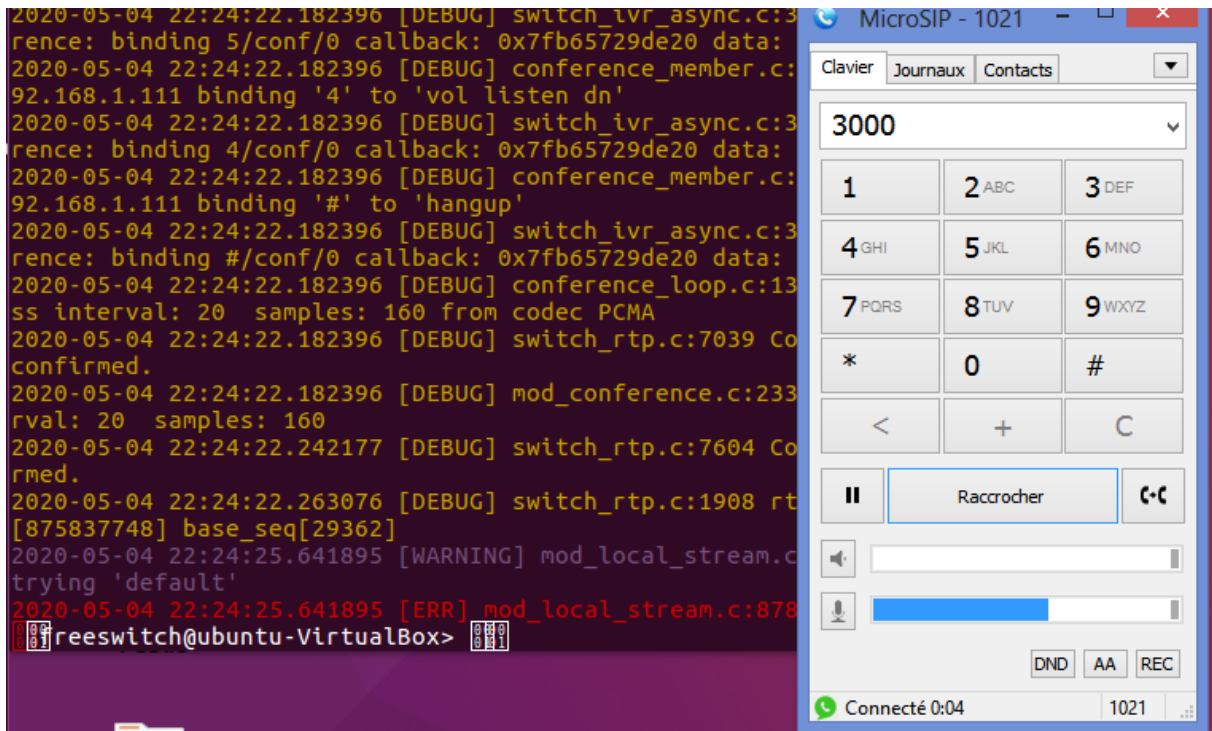 2020-05-04 22:24:22.182396 [DEBUG] switch_ivr_async.c:3
rence: binding 5/conf/0 callback: 0x7fb65729de20 data:
2020-05-04 22:24:22.182396 [DEBUG] conference_member.c:
92.168.1.111 binding '4' to 'vol listen dn'
2020-05-04 22:24:22.182396 [DEBUG] switch_ivr_async.c:3
rence: binding 4/conf/0 callback: 0x7fb65729de20 data:
2020-05-04 22:24:22.182396 [DEBUG] conference_member.c:
92.168.1.111 binding '#' to 'hangup'
2020-05-04 22:24:22.182396 [DEBUG] switch_ivr_async.c:3
rence: binding #/conf/0 callback: 0x7fb65729de20 data:
2020-05-04 22:24:22.182396 [DEBUG] conference_loop.c:13
ss interval: 20  samples: 160 from codec PCMA
2020-05-04 22:24:22.182396 [DEBUG] switch_rtp.c:7039 Co
confirmed.
2020-05-04 22:24:22.182396 [DEBUG] mod_conference.c:233
rval: 20  samples: 160
2020-05-04 22:24:22.242177 [DEBUG] switch_rtp.c:7604 Co
rmed.
2020-05-04 22:24:22.263076 [DEBUG] switch_rtp.c:1908 rt
[875837748] base_seq[29362]
2020-05-04 22:24:25.641895 [WARNING] mod_local_stream.c
trying 'default'
2020-05-04 22:24:25.641895 [ERR] mod_local_stream.c:878
freeswitch@ubuntu-VirtualBox>
MicroSIP - 1021
Clavier Journaux Contacts
3000
1 2 ABC 3 DEF
4 GHI 5 JKL 6 MNO
7 PQRS 8 TUV 9 WXYZ
* 0 #
< + C
Raccrocher
DND AA REC
Connecté 0:04 1021